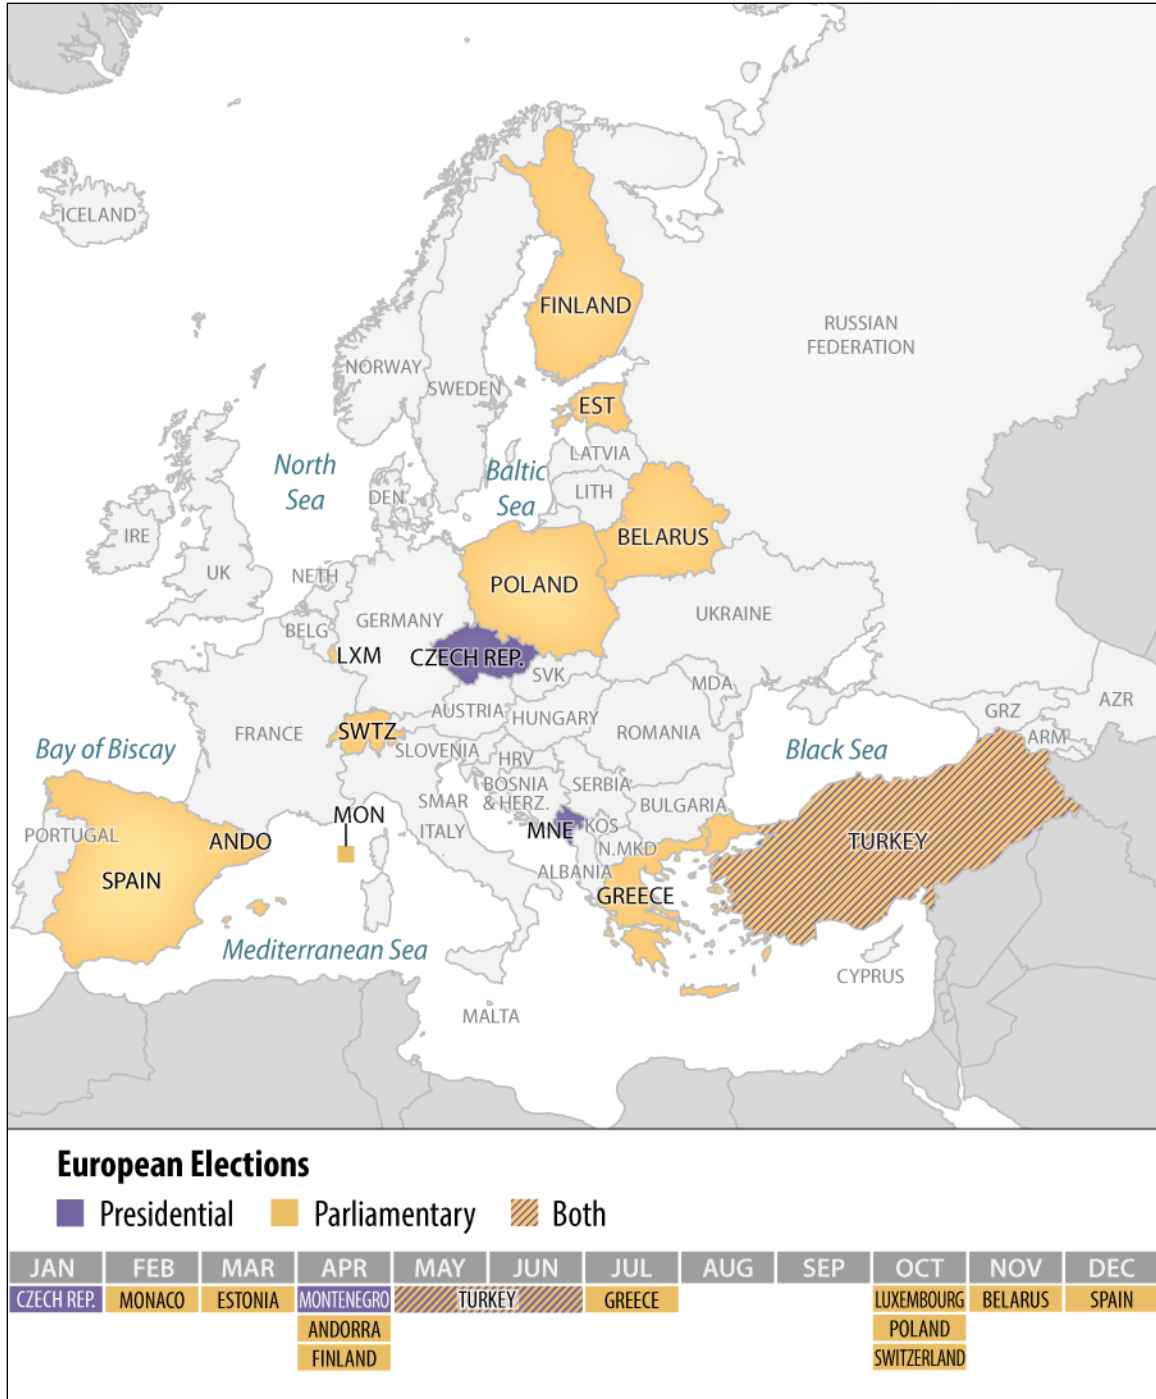 ICELAND
FINLAND
RUSSIAN
FEDERATION
NORWAY
SWEDEN
EST
LATVIA
North
Sea
Baltic
Sea
DEN
LITH
IRE
BELARUS
UK
NETH
POLAND
GERMANY
UKRAINE
BELG
LXM
CZECH REP.
SVK
MDA
AZR
AUSTRIA
HUNGARY
GRZ
FRANCE
SWTZ
ROMANIA
ARM
Bay of Biscay
SLOVENIA
HRV
Black Sea
BOSNIA
& HERZ.
SERBIA
SMAR
BULGARIA
MON
PORTUGAL
ANDO
ITALY
MNE
KOS
TURKEY
N.MKD
SPAIN
ALBANIA
GREECE
Mediterranean Sea
CYPRUS
MALTA
European Elections
Presidential
Parliamentary
Both
JAN FEB MAR APR MAY JUN JUL AUG SEP OCT NOV DEC
CZECH REP. MONACO ESTONIA MONTENEGRO TURKEY GREECE LUXEMBOURG BELARUS SPAIN
ANDORRA POLAND
FINLAND SWITZERLAND